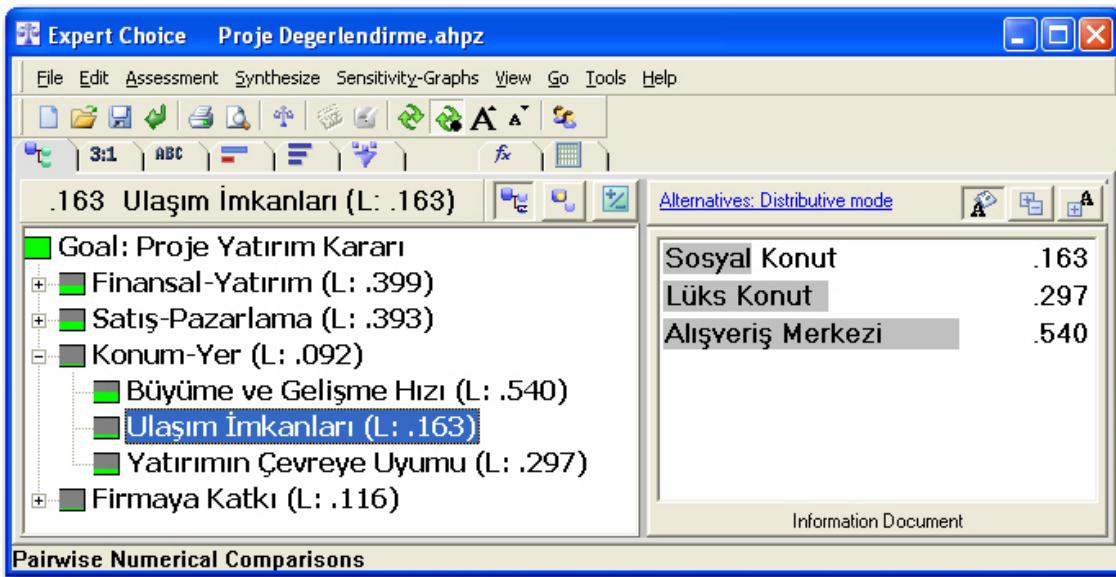 Expert Choice Proje Degerlendirme.ahpz
File Edit Assessment Synthesize Sensitivity-Graphs View Go Tools Help
3:1 ABC fx
.163 Ulaşım İmkanları (L: .163)
Alternatives: Distributive mode
Goal: Proje Yatırım Kararı
Finansal-Yatırım (L: .399)
Satış-Pazarlama (L: .393)
Konum-Yer (L: .092)
Büyüme ve Gelişme Hızı (L: .540)
Ulaşım İmkanları (L: .163)
Yatırımın Çevreye Uyumu (L: .297)
Firmaya Katkı (L: .116)
Sosyal Konut .163
Lüks Konut .297
Alışveriş Merkezi .540
Information Document
Pairwise Numerical Comparisons